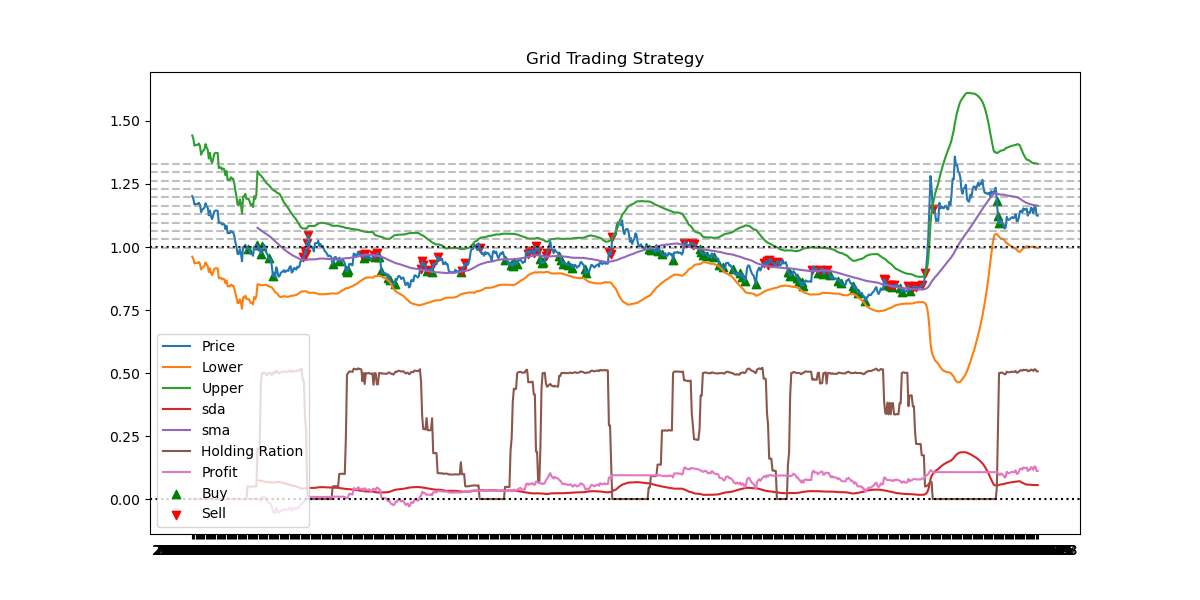 Grid Trading Strategy
1.50
1.25
1.00
0.75
0.50
0.25
0.00
Price
Lower
Upper
sda
sma
Holding Ration
Profit
Buy
Sell